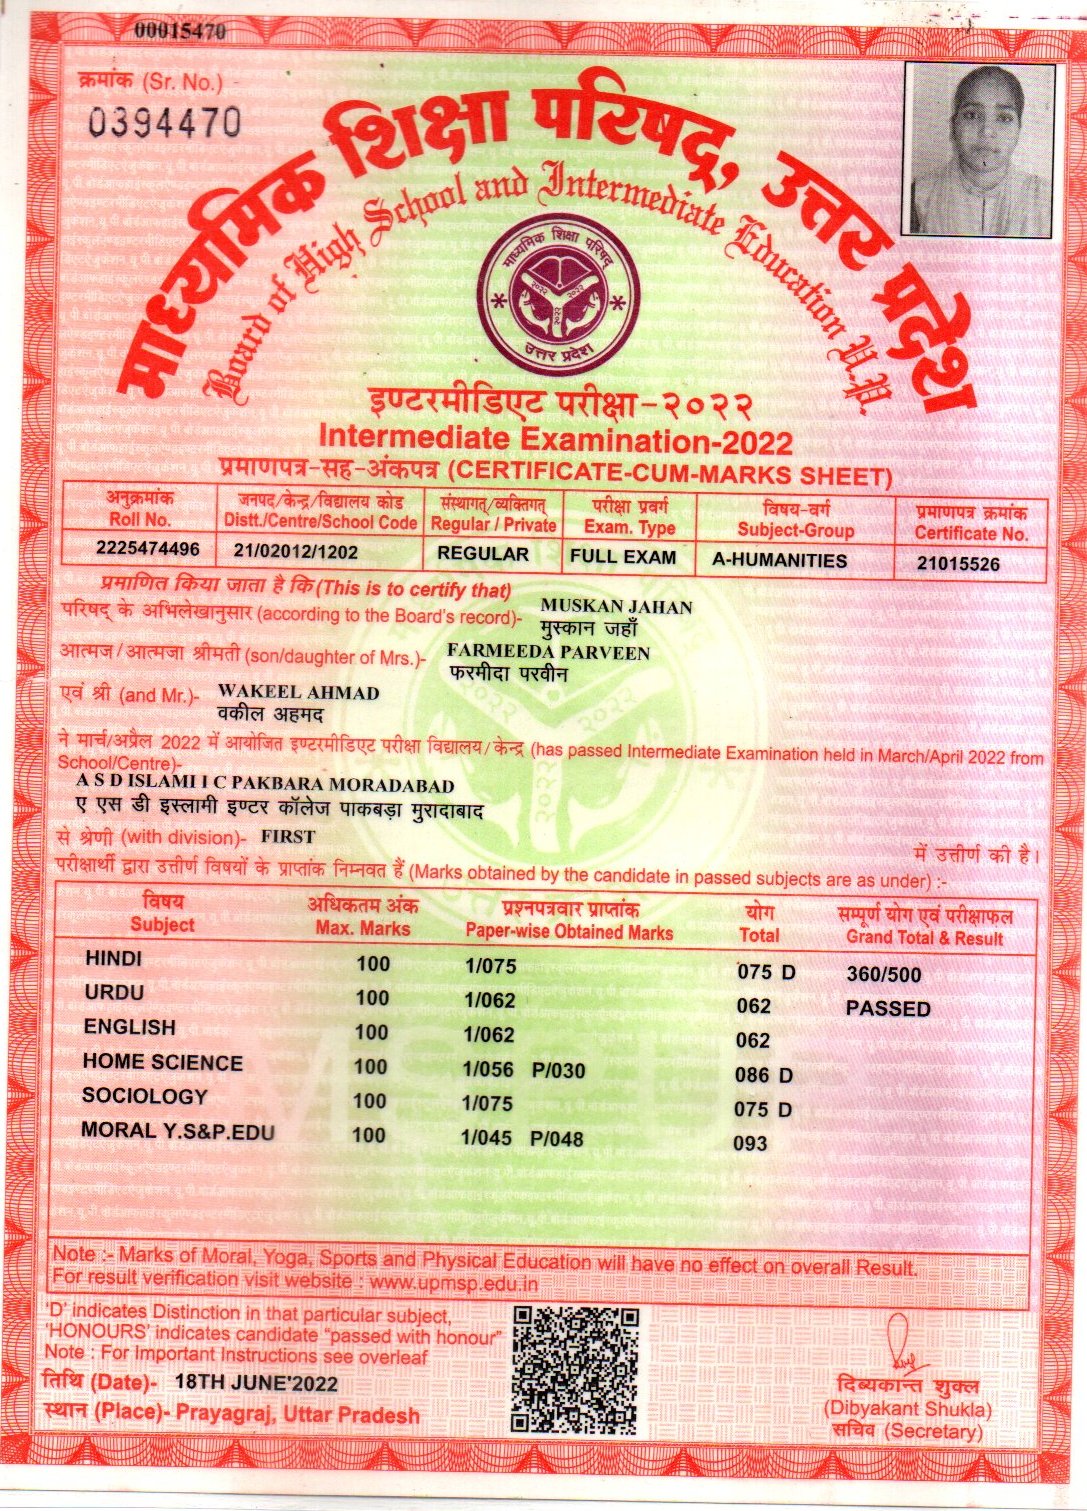 00015470
क्रमांक (Sr. No.)
0394470
माध्यमिक शिक्षा परिषद्, उत्तर प्रदेश
Board of High School and Intermediate Education U.P.
माध्यमिक शिक्षा परिषद्
२०२२ २०२२
२०२२
उत्तर प्रदेश
इण्टरमीडिएट परीक्षा-२०२२
Intermediate Examination-2022
प्रमाणपत्र-सह-अंकपत्र (CERTIFICATE-CUM-MARKS SHEET)
अनुक्रमांक जनपद/केन्द्र/विद्यालय कोड संस्थागत/व्यक्तिगत परीक्षा प्रवर्ग विषय-वर्ग प्रमाणपत्र क्रमांक
Roll No. Distt./Centre/School Code Regular / Private Exam. Type Subject-Group Certificate No.
2225474496 21/02012/1202 REGULAR FULL EXAM A-HUMANITIES 21015526
प्रमाणित किया जाता है कि (This is to certify that)
परिषद् के अभिलेखानुसार (according to the Board's record)- MUSKAN JAHAN
मुस्कान जहाँ
आत्मज/आत्मजा श्रीमती (son/daughter of Mrs.)- FARMEEDA PARVEEN
फरमीदा परवीन
एवं श्री (and Mr.)- WAKEEL AHMAD
वकील अहमद
ने मार्च/अप्रैल 2022 में आयोजित इण्टरमीडिएट परीक्षा विद्यालय/केन्द्र (has passed Intermediate Examination held in March/April 2022 from
School/Centre)-
A S D ISLAMI I C PAKBARA MORADABAD
ए एस डी इस्लामी इण्टर कॉलेज पाकबड़ा मुरादाबाद
से श्रेणी (with division)- FIRST में उत्तीर्ण की है।
परीक्षार्थी द्वारा उत्तीर्ण विषयों के प्राप्तांक निम्नवत हैं (Marks obtained by the candidate in passed subjects are as under) :-
विषय अधिकतम अंक प्रश्नपत्रवार प्राप्तांक योग सम्पूर्ण योग एवं परीक्षाफल
Subject Max. Marks Paper-wise Obtained Marks Total Grand Total & Result
HINDI 100 1/075 075 D 360/500
URDU 100 1/062 062 PASSED
ENGLISH 100 1/062 062
HOME SCIENCE 100 1/056 P/030 086 D
SOCIOLOGY 100 1/075 075 D
MORAL Y.S&P.EDU 100 1/045 P/048 093
Note :- Marks of Moral, Yoga, Sports and Physical Education will have no effect on overall Result.
For result verification visit website : www.upmsp.edu.in
'D' indicates Distinction in that particular subject,
'HONOURS' indicates candidate "passed with honour"
Note : For Important Instructions see overleaf
तिथि (Date)- 18TH JUNE'2022
स्थान (Place)- Prayagraj, Uttar Pradesh
दिब्यकान्त शुक्ल
(Dibyakant Shukla)
सचिव (Secretary)